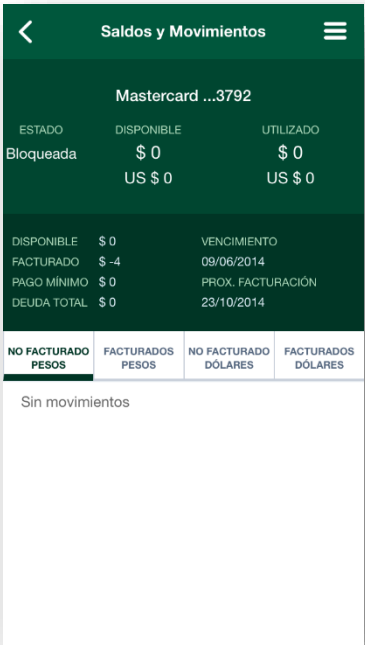 Saldos y Movimientos
Mastercard ...3792
ESTADO DISPONIBLE UTILIZADO
Bloqueada $ 0 $ 0
US $ 0 US $ 0
DISPONIBLE $ 0 VENCIMIENTO
FACTURADO $ -4 09/06/2014
PAGO MÍNIMO $ 0 PROX. FACTURACIÓN
DEUDA TOTAL $ 0 23/10/2014
NO FACTURADO FACTURADOS NO FACTURADO FACTURADOS
PESOS PESOS DÓLARES DÓLARES
Sin movimientos